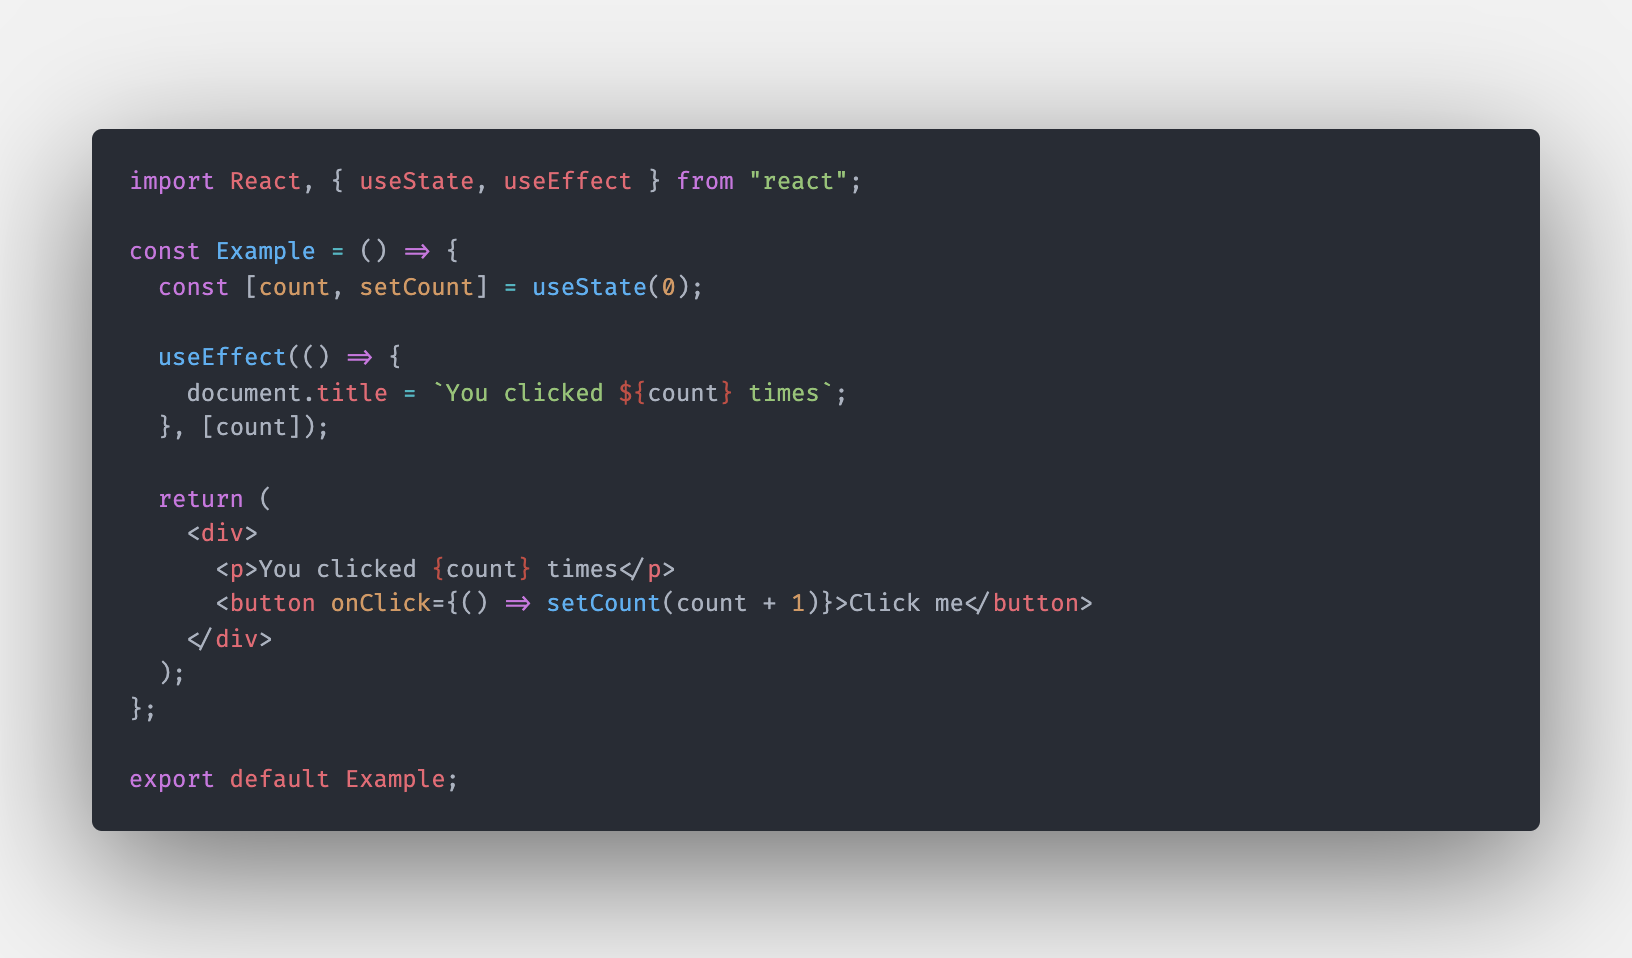 import React, { useState, useEffect } from "react";
const Example = () => {
  const [count, setCount] = useState(0);
  useEffect(() => {
    document.title = `You clicked ${count} times`;
  }, [count]);
  return (
    <div>
      <p>You clicked {count} times</p>
      <button onClick={() => setCount(count + 1)}>Click me</button>
    </div>
  );
};
export default Example;